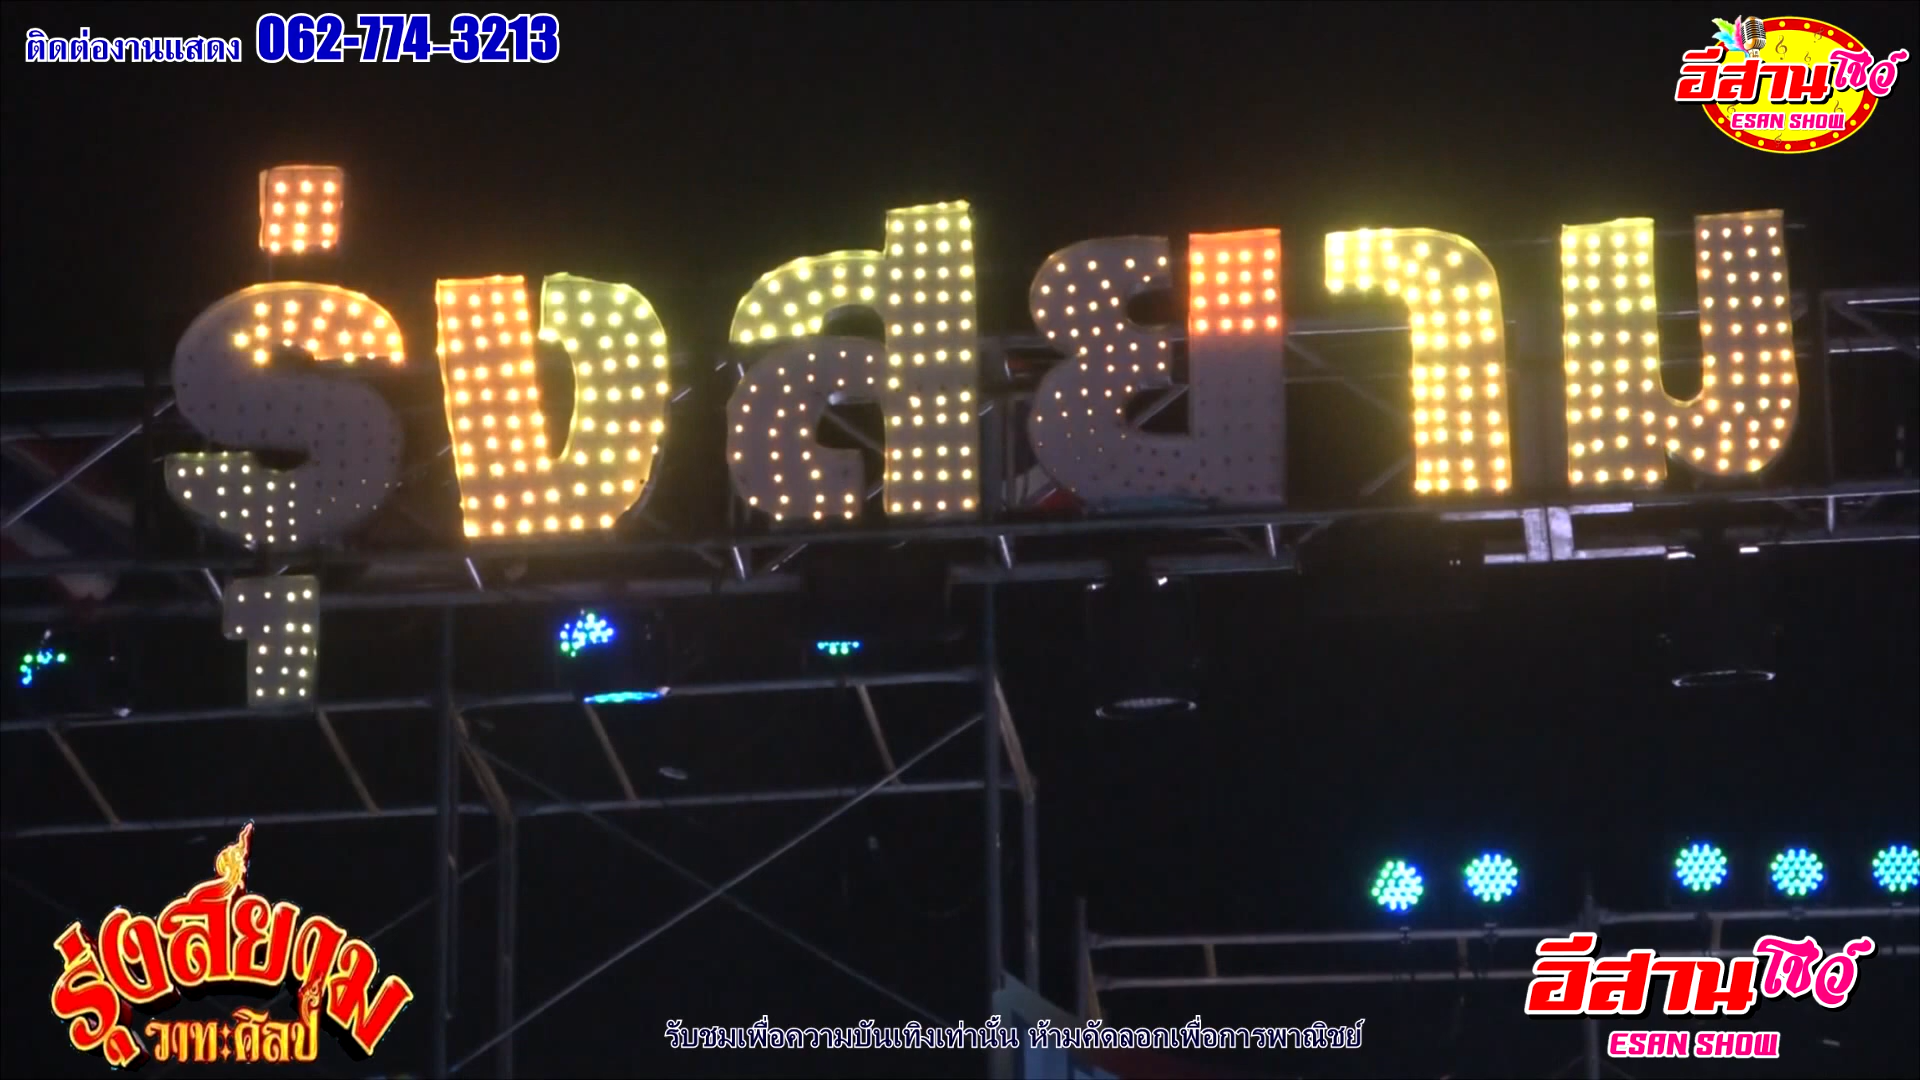 ติดต่องานแสดง 062-774-3213
อีสานโชว์
ESAN SHOW
รุ่งสยาม
รุ่งสยาม
วาทะศิลป์
รับชมเพื่อความบันเทิงเท่านั้น ห้ามคัดลอกเพื่อการพาณิชย์
อีสานโชว์
ESAN SHOW